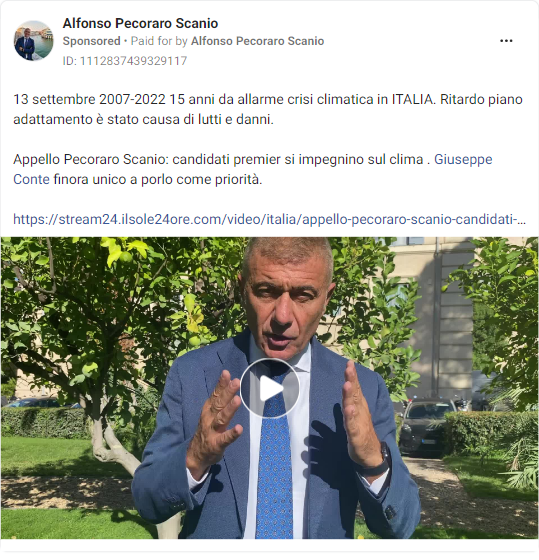 Alfonso Pecoraro Scanio
Sponsored • Paid for by Alfonso Pecoraro Scanio
ID: 1112837439329117
13 settembre 2007-2022 15 anni da allarme crisi climatica in ITALIA. Ritardo piano
adattamento è stato causa di lutti e danni.
Appello Pecoraro Scanio: candidati premier si impegnino sul clima . Giuseppe
Conte finora unico a porlo come priorità.
https://stream24.ilsole24ore.com/video/italia/appello-pecoraro-scanio-candidati-...